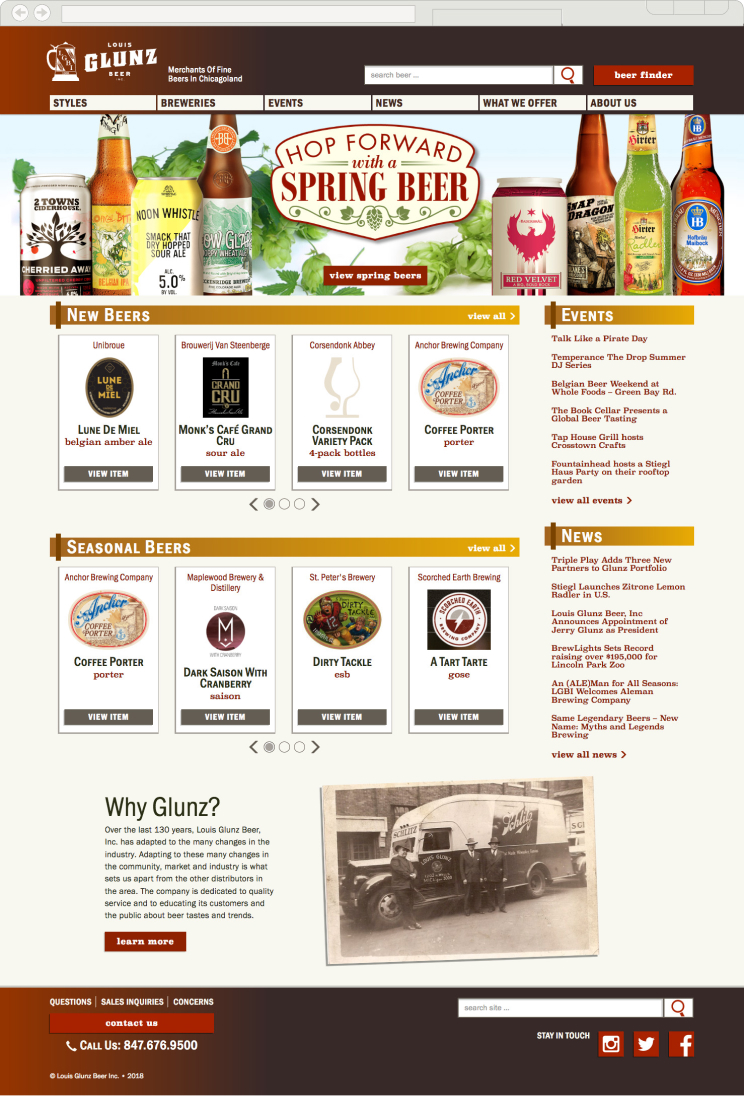 LOUIS
GLUNZ
BEER
INC
Merchants Of Fine
Beers In Chicagoland
search beer ...
beer finder
STYLES
BREWERIES
EVENTS
NEWS
WHAT WE OFFER
ABOUT US
HOP FORWARD
with a
SPRING BEER
view spring beers
2 TOWNS
CIDERHOUSE
CHERRIED AWAY
NOON WHISTLE
SMACK THAT
DRY HOPPED
SOUR ALE
ALC.
5.0%
BY VOL.
RED VELVET
SNAP
DRAGON
Hirter
Hirter
Radler
HB
HB
Hofbräu
Maibock
New Beers
view all
Unibroue
LUNE
DE
MIEL
Lune De Miel
belgian amber ale
VIEW ITEM
Brouwerij Van Steenberge
Monk's Café
GRAND
CRU
Monk's Café Grand
Cru
sour ale
VIEW ITEM
Corsendonk Abbey
Corsendonk
Variety Pack
4-pack bottles
VIEW ITEM
Anchor Brewing Company
Anchor
COFFEE
PORTER
Coffee Porter
porter
VIEW ITEM
Seasonal Beers
view all
Anchor Brewing Company
Anchor
COFFEE
PORTER
Coffee Porter
porter
VIEW ITEM
Maplewood Brewery &
Distillery
DARK SAISON
M
WITH CRANBERRY
Dark Saison With
Cranberry
saison
VIEW ITEM
St. Peter's Brewery
DIRTY
TACKLE
Dirty Tackle
esb
VIEW ITEM
Scorched Earth Brewing
SCORCHED EARTH
BREWING COMPANY
A Tart Tarte
gose
VIEW ITEM
Events
Talk Like a Pirate Day
Temperance The Drop Summer
DJ Series
Belgian Beer Weekend at
Whole Foods – Green Bay Rd.
The Book Cellar Presents a
Global Beer Tasting
Tap House Grill hosts
Crosstown Crafts
Fountainhead hosts a Stiegl
Haus Party on their rooftop
garden
view all events
News
Triple Play Adds Three New
Partners to Glunz Portfolio
Stiegl Launches Zitrone Lemon
Radler in U.S.
Louis Glunz Beer, Inc
Announces Appointment of
Jerry Glunz as President
BrewLights Sets Record
raising over $195,000 for
Lincoln Park Zoo
An (ALE)Man for All Seasons:
LGBI Welcomes Aleman
Brewing Company
Same Legendary Beers – New
Name: Myths and Legends
Brewing
view all news
Why Glunz?
Over the last 130 years, Louis Glunz Beer,
Inc. has adapted to the many changes in the
industry. Adapting to these many changes in
the community, market and industry is what
sets us apart from the other distributors in
the area. The company is dedicated to quality
service and to educating its customers and
the public about beer tastes and trends.
learn more
SCHLITZ
Schlitz
LOUIS GLUNZ
QUESTIONS
SALES INQUIRIES
CONCERNS
contact us
Call Us: 847.676.9500
© Louis Glunz Beer Inc. • 2018
search site ...
STAY IN TOUCH